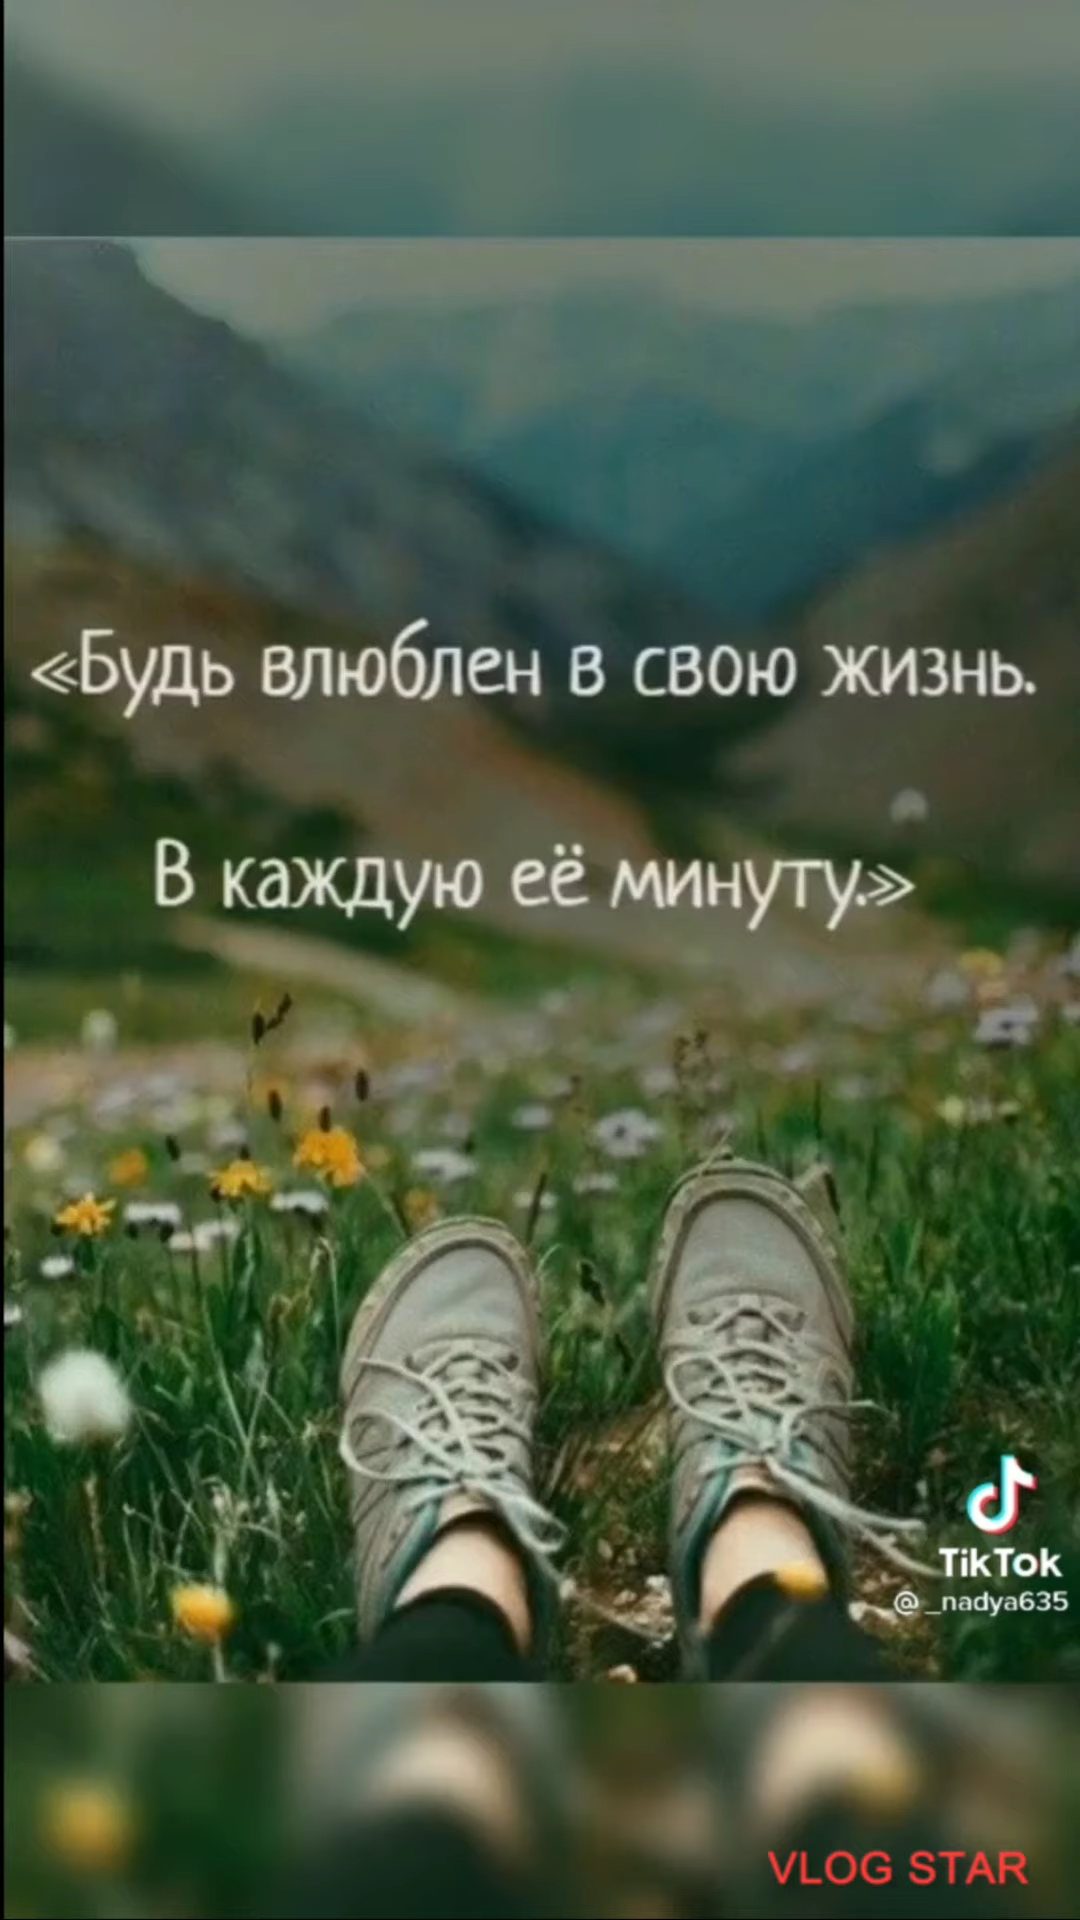 «Будь влюблен в свою жизнь.
В каждую её минуту.»
TikTok
@_nadya635
VLOG STAR